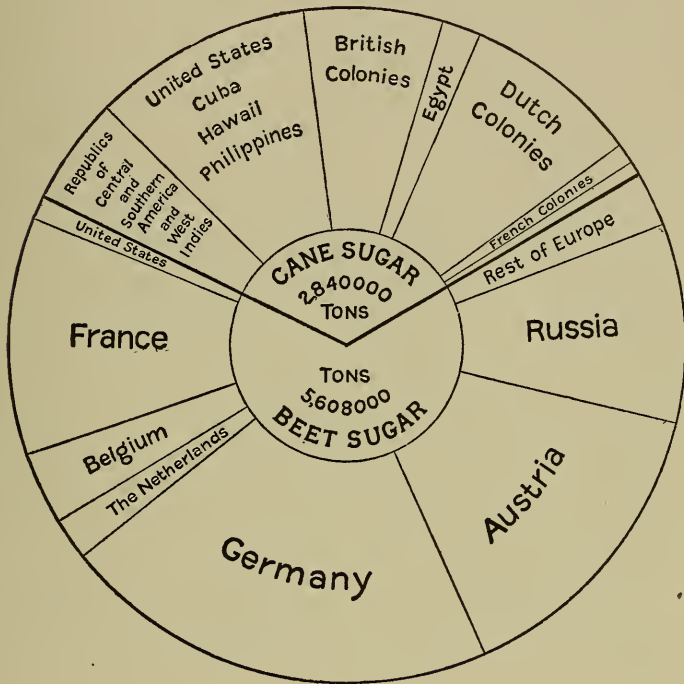 United States
Cuba
Hawaii
Philippines
British
Colonies
Egypt
Dutch
Colonies
French Colonies
Republics
of
Central
and
Southern
America
and
West
Indies
CANE SUGAR
2,840000
TONS
United States
Rest of Europe
France
Russia
TONS
5,608000
BEET SUGAR
Belgium
The Netherlands
Germany
Austria